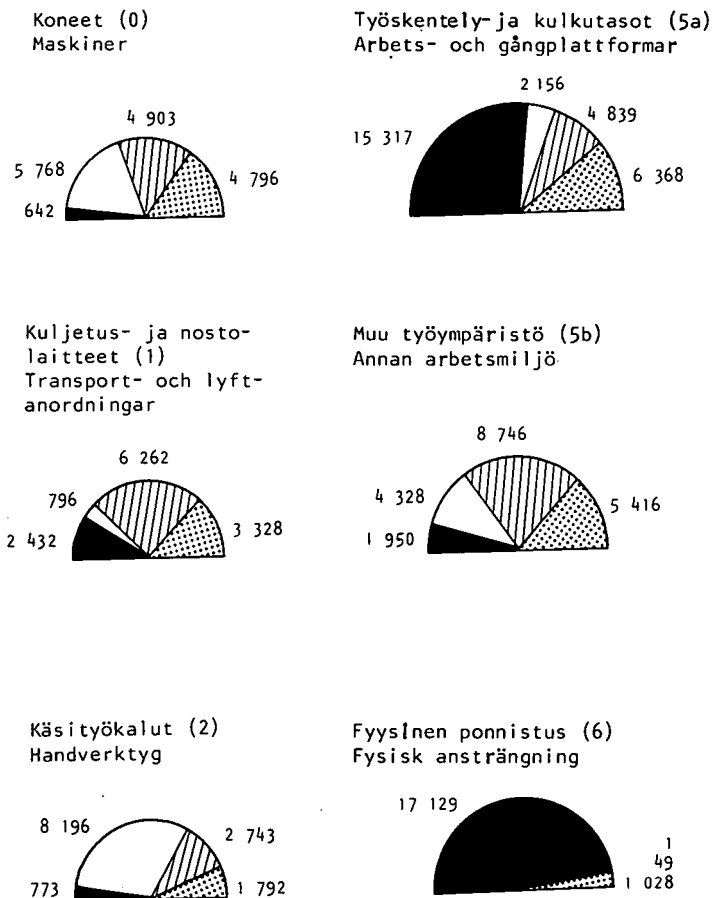 Koneet (0)
Maskiner
4 903
5 768
4 796
642
Työskentely- ja kulkutasot (5a)
Arbets- och gångplattformar
2 156
4 839
15 317
6 368
Kuljetus- ja nosto-
laitteet (1)
Transport- och lyft-
anordningar
6 262
796
3 328
2 432
Muu työympäristö (5b)
Annan arbetsmiljö
8 746
4 328
5 416
1 950
Käsityökalut (2)
Handverktyg
8 196
2 743
773
1 792
Fyysinen ponnistus (6)
Fysisk ansträngning
17 129
1
49
1 028